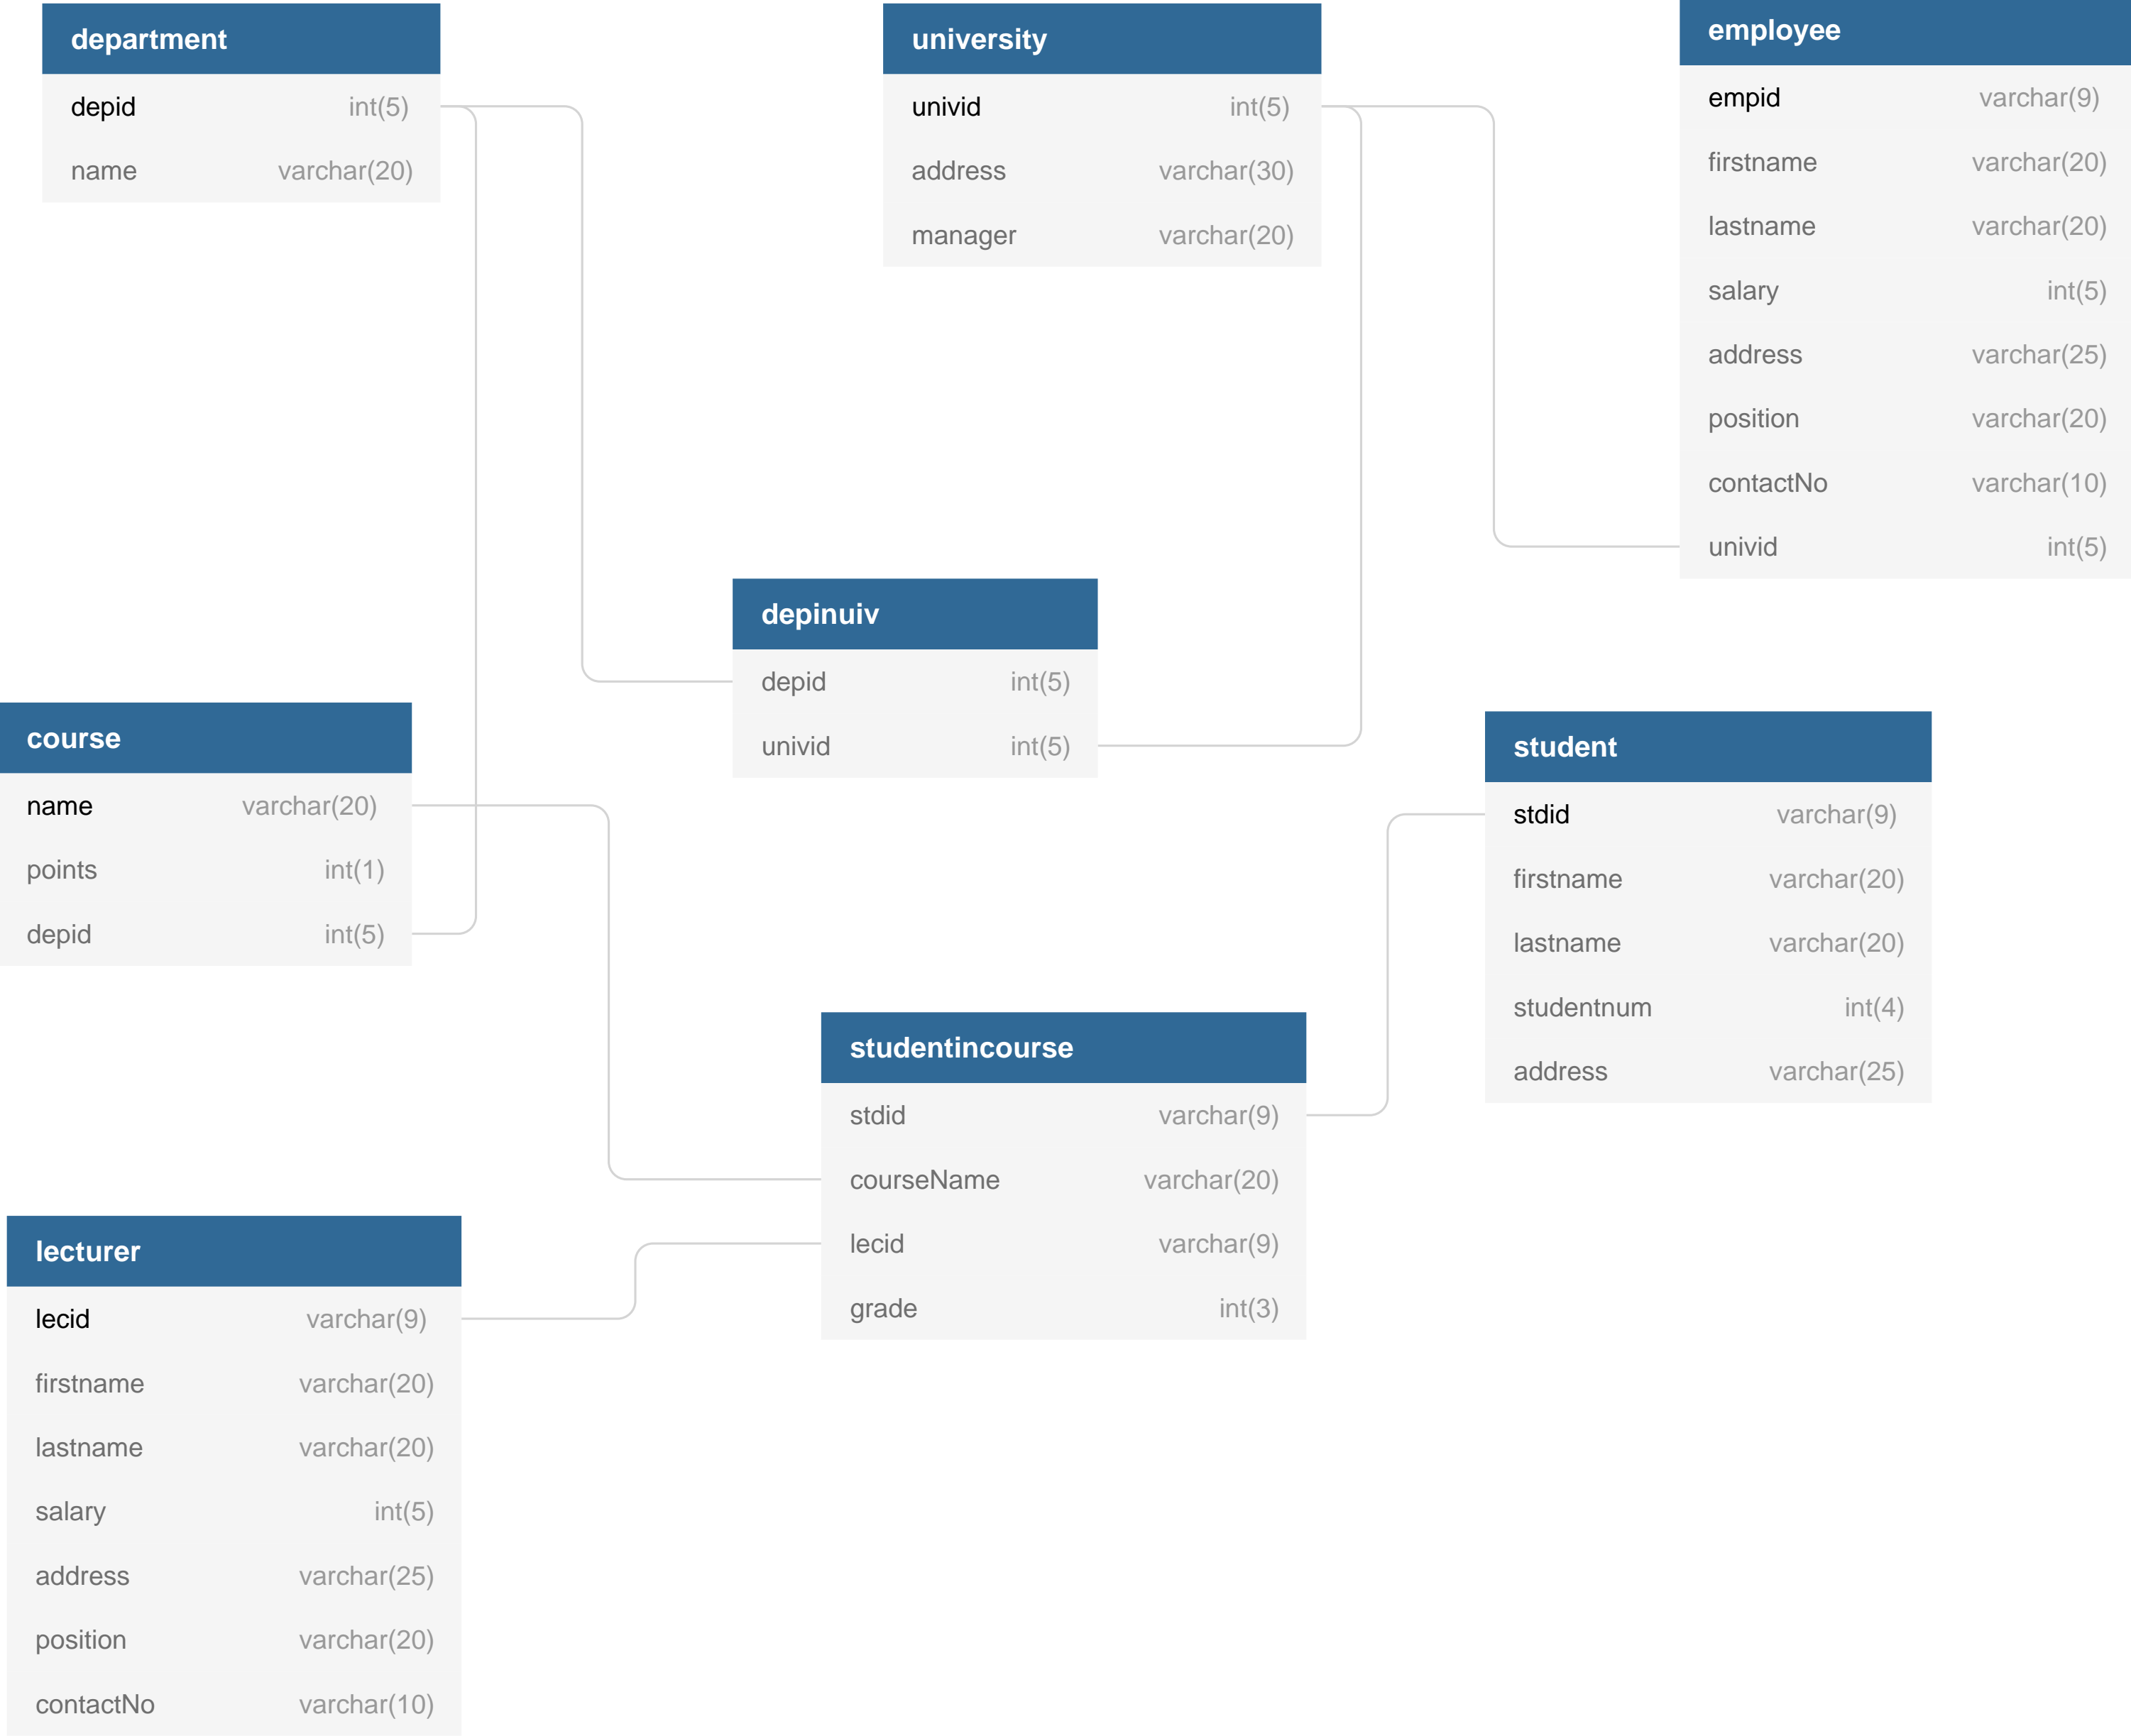 department
depid int(5)
name varchar(20)
university
univid int(5)
address varchar(30)
manager varchar(20)
employee
empid varchar(9)
firstname varchar(20)
lastname varchar(20)
salary int(5)
address varchar(25)
position varchar(20)
contactNo varchar(10)
univid int(5)
depinuiv
depid int(5)
univid int(5)
course
name varchar(20)
points int(1)
depid int(5)
student
stdid varchar(9)
firstname varchar(20)
lastname varchar(20)
studentnum int(4)
address varchar(25)
studentincourse
stdid varchar(9)
courseName varchar(20)
lecid varchar(9)
grade int(3)
lecturer
lecid varchar(9)
firstname varchar(20)
lastname varchar(20)
salary int(5)
address varchar(25)
position varchar(20)
contactNo varchar(10)